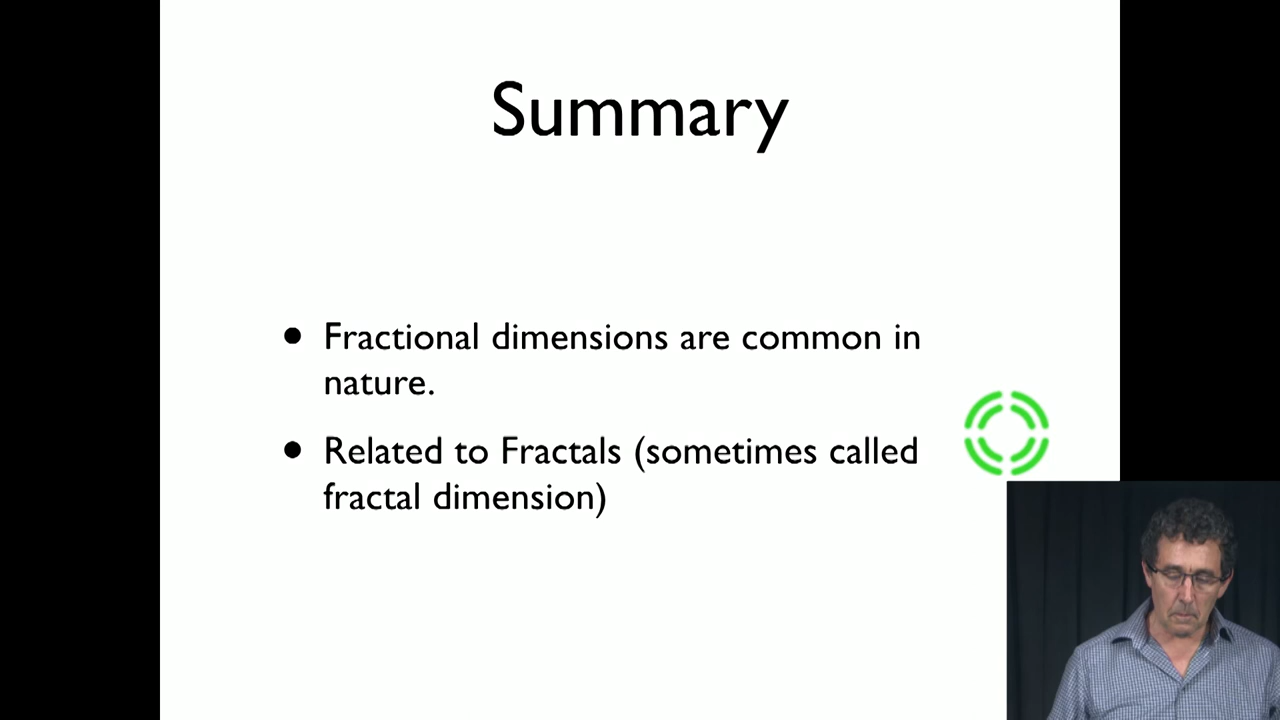 Summary
• Fractional dimensions are common in
nature.
• Related to Fractals (sometimes called
fractal dimension)